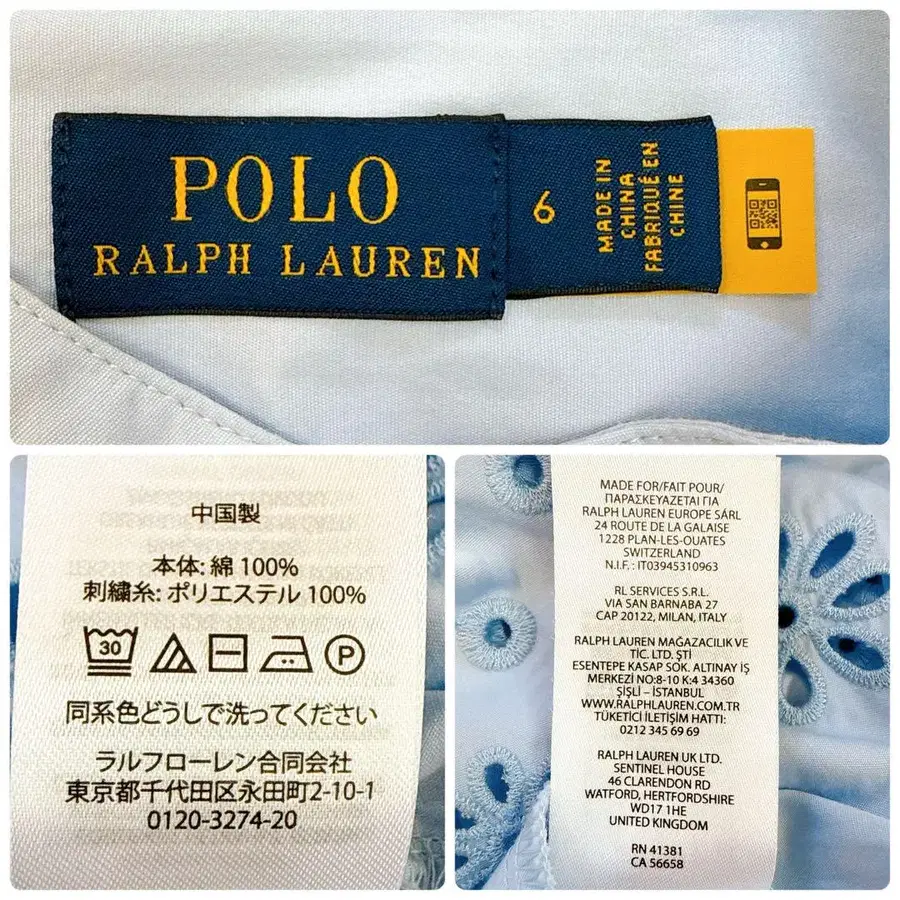 POLO
RALPH LAUREN
6
MADE IN
CHINA
FABRIQUÉ EN
CHINE
中国製
本体: 綿 100%
刺繍糸: ポリエステル 100%
30
P
同系色どうしで洗ってください
ラルフローレン合同会社
東京都千代田区永田町2-10-1
0120-3274-20
MADE FOR/FAIT POUR/
ΠΑΡΑΣΚΕΥΑΖΕΤΑΙ ΓΙΑ
RALPH LAUREN EUROPE SÁRL
24 ROUTE DE LA GALAISE
1228 PLAN-LES-OUATES
SWITZERLAND
N.I.F.: IT03945310963
RL SERVICES S.R.L.
VIA SAN BARNABA 27
CAP 20122, MILAN, ITALY
RALPH LAUREN MAĞAZACILIK VE
TİC. LTD. ŞTİ
ESENTEPE KASAP SOK. ALTINAY İŞ
MERKEZİ NO:8-10 K:4 34360
ŞİŞLİ – İSTANBUL
WWW.RALPHLAUREN.COM.TR
TÜKETİCİ İLETİŞİM HATTI:
0212 345 69 69
RALPH LAUREN UK LTD.
SENTINEL HOUSE
46 CLARENDON RD
WATFORD, HERTFORDSHIRE
WD17 1HE
UNITED KINGDOM
RN 41381
CA 56658